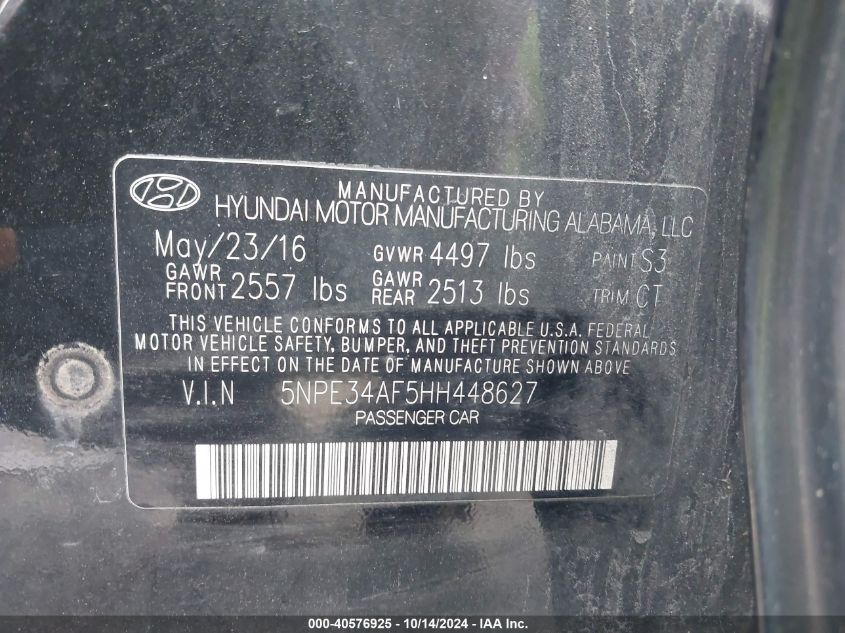 MANUFACTURED BY
HYUNDAI MOTOR MANUFACTURING ALABAMA, LLC
May/23/16 GVWR 4497 lbs PAINT S3
GAWR FRONT 2557 lbs GAWR REAR 2513 lbs TRIM CT
THIS VEHICLE CONFORMS TO ALL APPLICABLE U.S.A. FEDERAL
MOTOR VEHICLE SAFETY, BUMPER, AND THEFT PREVENTION STANDARDS
IN EFFECT ON THE DATE OF MANUFACTURE SHOWN ABOVE
V.I.N 5NPE34AF5HH448627
PASSENGER CAR
000-40576925 - 10/14/2024 - IAA Inc.